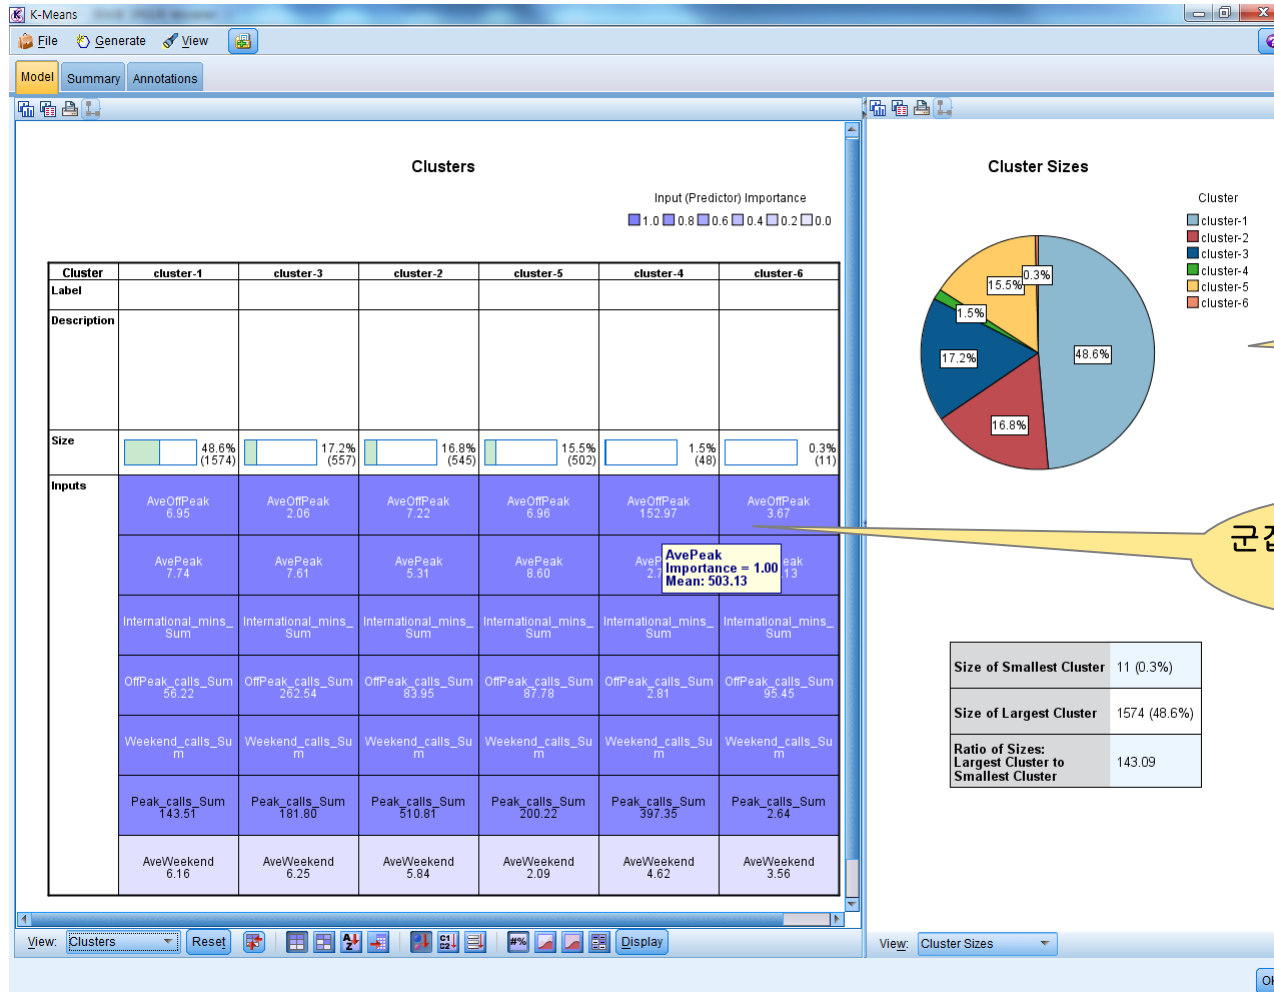 K-Means
File Generate View
Model Summary Annotations
Clusters
Input (Predictor) Importance
1.0 0.8 0.6 0.4 0.2 0.0
Cluster cluster-1 cluster-3 cluster-2 cluster-5 cluster-4 cluster-6
Label
Description
Size 48.6% 17.2% 16.8% 15.5% 1.5% 0.3%
(1574) (557) (545) (502) (48) (11)
Inputs
AveOffPeak AveOffPeak AveOffPeak AveOffPeak AveOffPeak AveOffPeak
6.95 2.06 7.22 6.96 152.97 3.67
AvePeak AvePeak AvePeak AvePeak
7.74 7.61 5.31 8.60
AvePeak
Importance = 1.00
Mean: 503.13
International_mins_ International_mins_ International_mins_ International_mins_ International_mins_ International_mins_
Sum Sum Sum Sum Sum Sum
OffPeak_calls_Sum OffPeak_calls_Sum OffPeak_calls_Sum OffPeak_calls_Sum OffPeak_calls_Sum OffPeak_calls_Sum
56.22 262.54 83.95 87.78 2.81 95.45
Weekend_calls_Su Weekend_calls_Su Weekend_calls_Su Weekend_calls_Su Weekend_calls_Su Weekend_calls_Su
m m m m m m
Peak_calls_Sum Peak_calls_Sum Peak_calls_Sum Peak_calls_Sum Peak_calls_Sum Peak_calls_Sum
143.51 181.80 510.81 200.22 397.35 2.64
AveWeekend AveWeekend AveWeekend AveWeekend AveWeekend AveWeekend
6.16 6.25 5.84 2.09 4.62 3.56
View: Clusters Reset Display
Cluster Sizes
Cluster
cluster-1
cluster-2
cluster-3
cluster-4
cluster-5
cluster-6
0.3%
15.5%
1.5%
17.2%
48.6%
16.8%
Size of Smallest Cluster 11 (0.3%)
Size of Largest Cluster 1574 (48.6%)
Ratio of Sizes:
Largest Cluster to
Smallest Cluster
143.09
View: Cluster Sizes